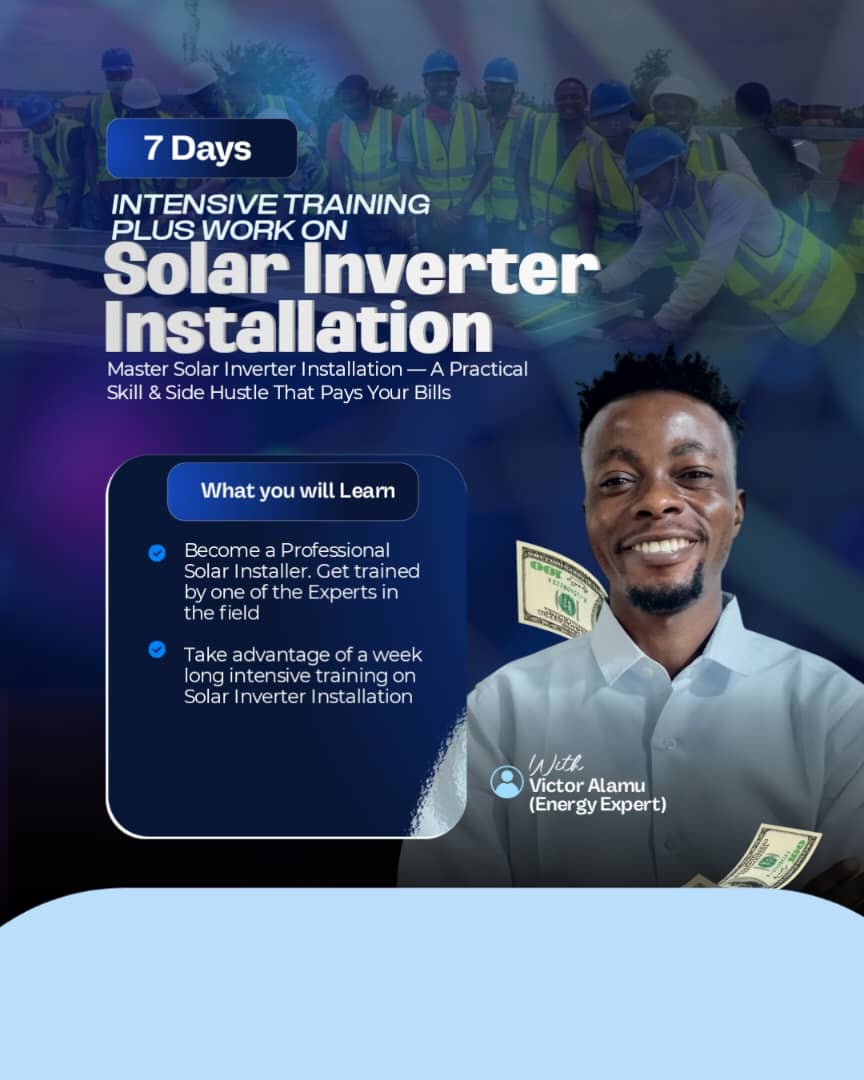 7 Days
INTENSIVE TRAINING
PLUS WORK ON
Solar Inverter
Installation
Master Solar Inverter Installation — A Practical
Skill & Side Hustle That Pays Your Bills
What you will Learn
Become a Professional
Solar Installer. Get trained
by one of the Experts in
the field
Take advantage of a week
long intensive training on
Solar Inverter Installation
With
Victor Alamu
(Energy Expert)
100